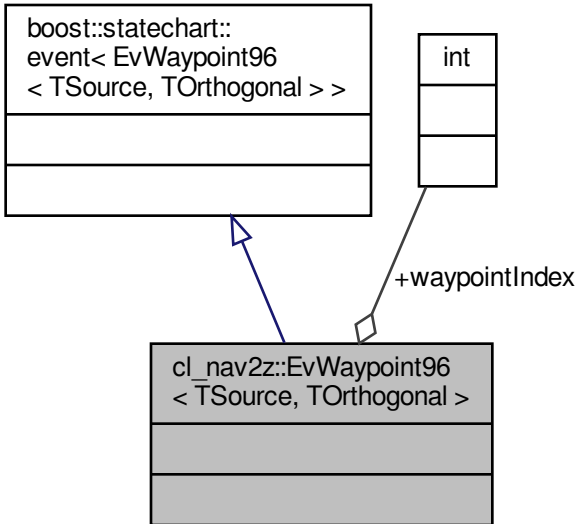 boost::statechart::
event< EvWaypoint96
< TSource, TOrthogonal > >
int
+waypointIndex
cl_nav2z::EvWaypoint96
< TSource, TOrthogonal >